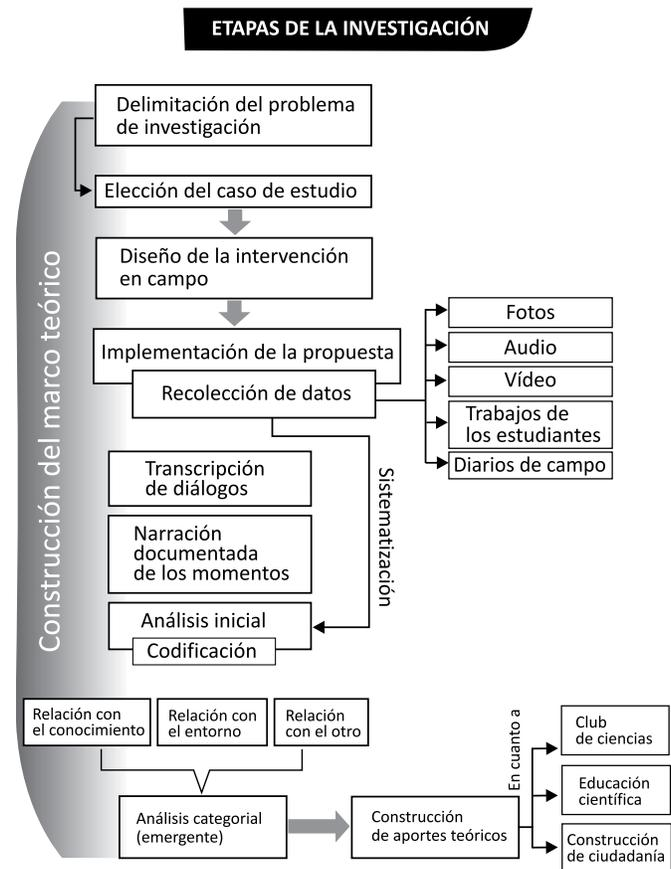 ETAPAS DE LA INVESTIGACIÓN
Construcción del marco teórico
Delimitación del problema
de investigación
Elección del caso de estudio
Diseño de la intervención
en campo
Implementación de la propuesta
Recolección de datos
Fotos
Audio
Vídeo
Trabajos de
los estudiantes
Diarios de campo
Sistematización
Transcripción
de diálogos
Narración
documentada
de los momentos
Análisis inicial
Codificación
Relación con
el conocimiento
Relación con
el entorno
Relación
con el otro
Análisis categorial
(emergente)
Construcción
de aportes teóricos
En cuanto a
Club
de ciencias
Educación
científica
Construcción
de ciudadanía